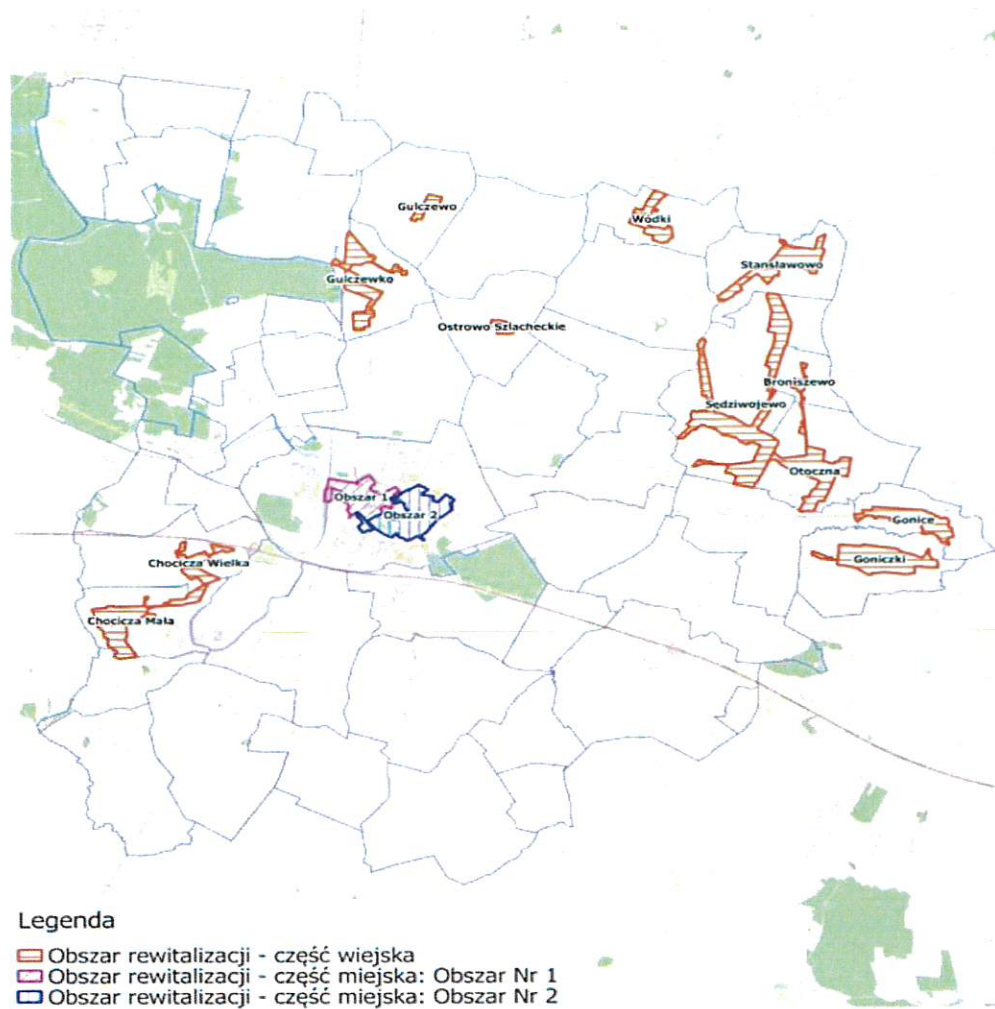 Gulczewo
Wódki
Stanisławowo
Gulczewko
Ostrowo Szlacheckie
Broniszewo
Sędziwojewo
Otoczna
Obszar 1
Obszar 2
Gonice
Chocicza Wielka
Goniczki
Chocicza Mała
Legenda
Obszar rewitalizacji - część wiejska
Obszar rewitalizacji - część miejska: Obszar Nr 1
Obszar rewitalizacji - część miejska: Obszar Nr 2